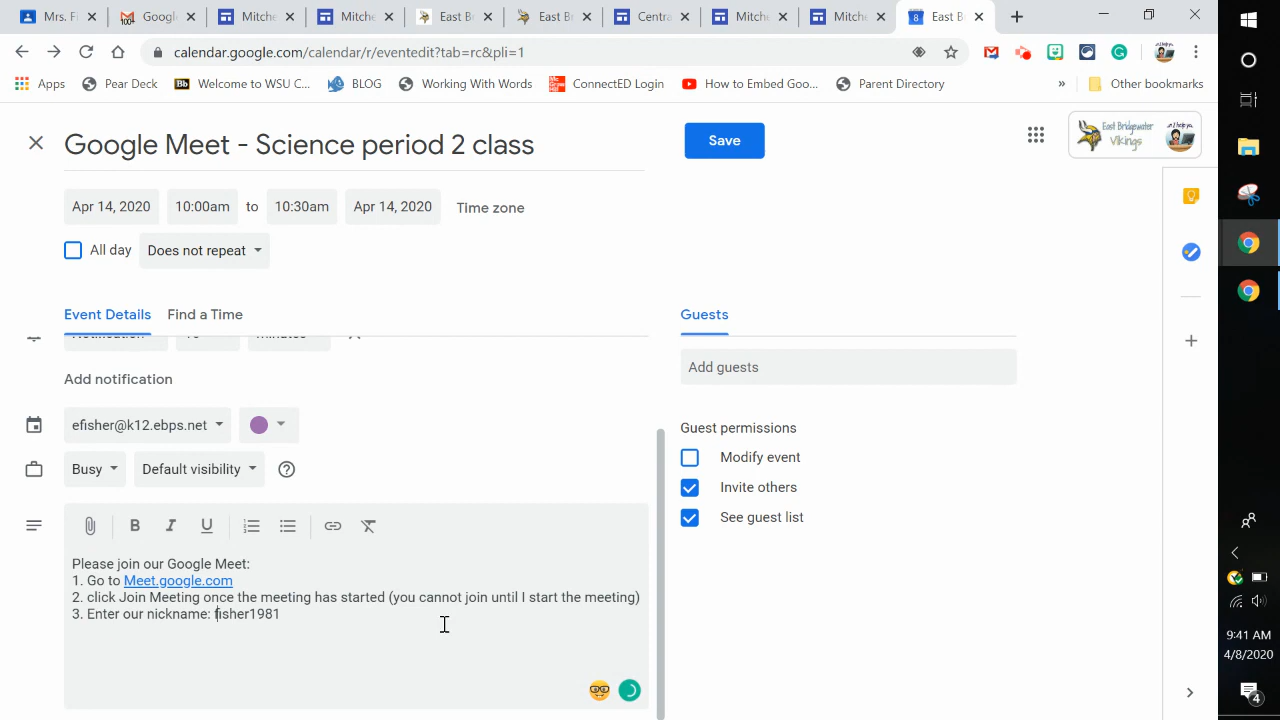 Mrs. Fi
Google
Mitche
Mitche
East B
East B
Centra
Mitche
Mitche
East B
calendar.google.com/calendar/r/eventedit?tab=rc&pli=1
Apps
Pear Deck
Welcome to WSU C...
BLOG
Working With Words
ConnectED Login
How to Embed Goo...
Parent Directory
»
Other bookmarks
Google Meet - Science period 2 class
Save
East Bridgewater
Vikings
Apr 14, 2020
10:00am
to
10:30am
Apr 14, 2020
Time zone
All day
Does not repeat
Event Details
Find a Time
Guests
Add guests
Add notification
efisher@k12.ebps.net
Guest permissions
Modify event
Busy
Default visibility
Invite others
See guest list
B I U
Please join our Google Meet:
1. Go to Meet.google.com
2. click Join Meeting once the meeting has started (you cannot join until I start the meeting)
3. Enter our nickname: fisher1981
9:41 AM
4/8/2020
4